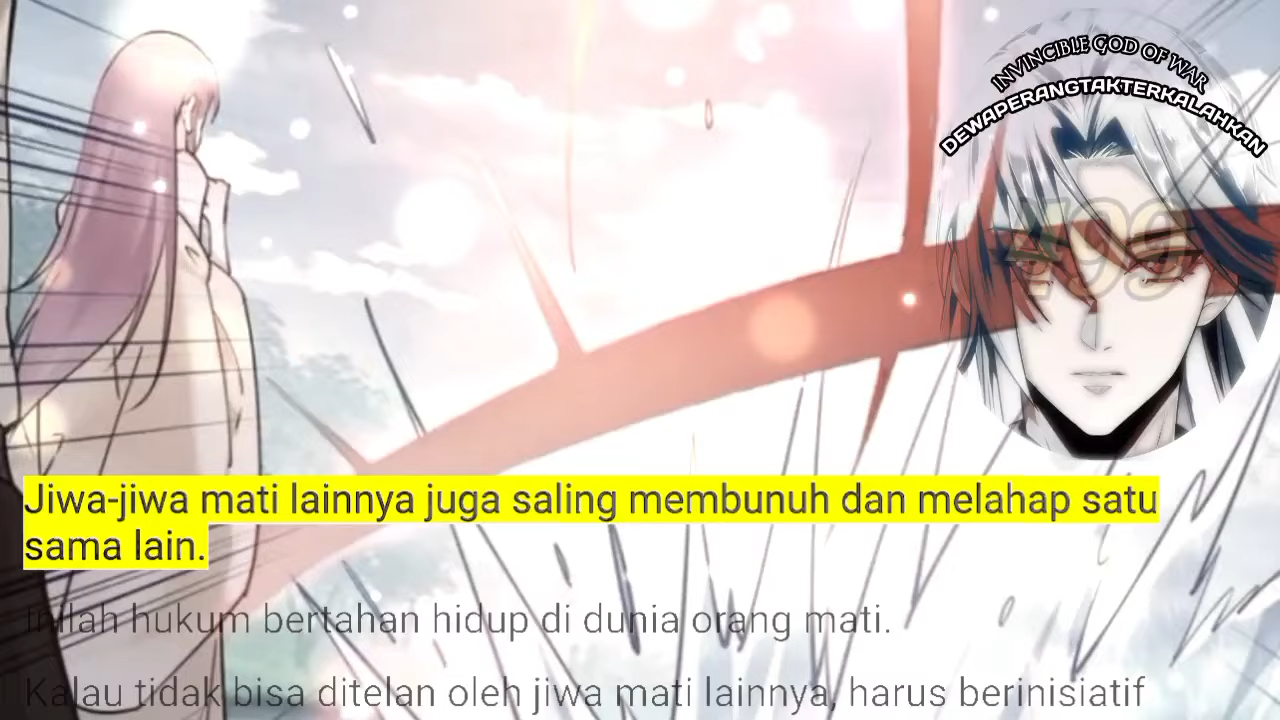 INVINCIBLE GOD OF WAR
DEWAPERANGTAKTERKALAHKAN
Jiwa-jiwa mati lainnya juga saling membunuh dan melahap satu
sama lain.
Inilah hukum bertahan hidup di dunia orang mati.
Kalau tidak bisa ditelan oleh jiwa mati lainnya, harus berinisiatif